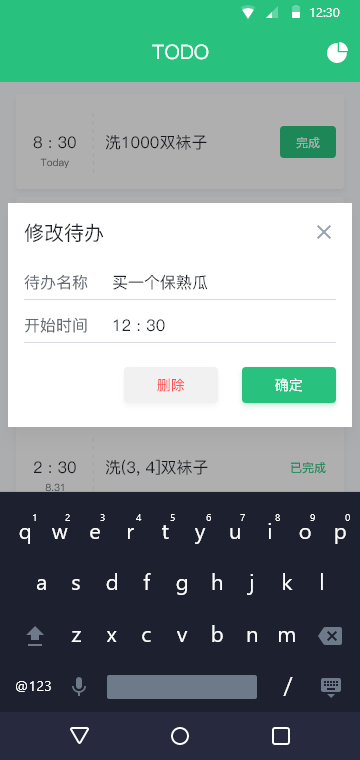 12:30
TODO
8 : 30 洗1000双袜子 完成
Today
修改待办
待办名称 买一个保熟瓜
开始时间 12 : 30
删除 确定
2 : 30 洗(3, 4]双袜子 已完成
8.31
1 2 3 4 5 6 7 8 9 0
q w e r t y u i o p
a s d f g h j k l
z x c v b n m
@123 /